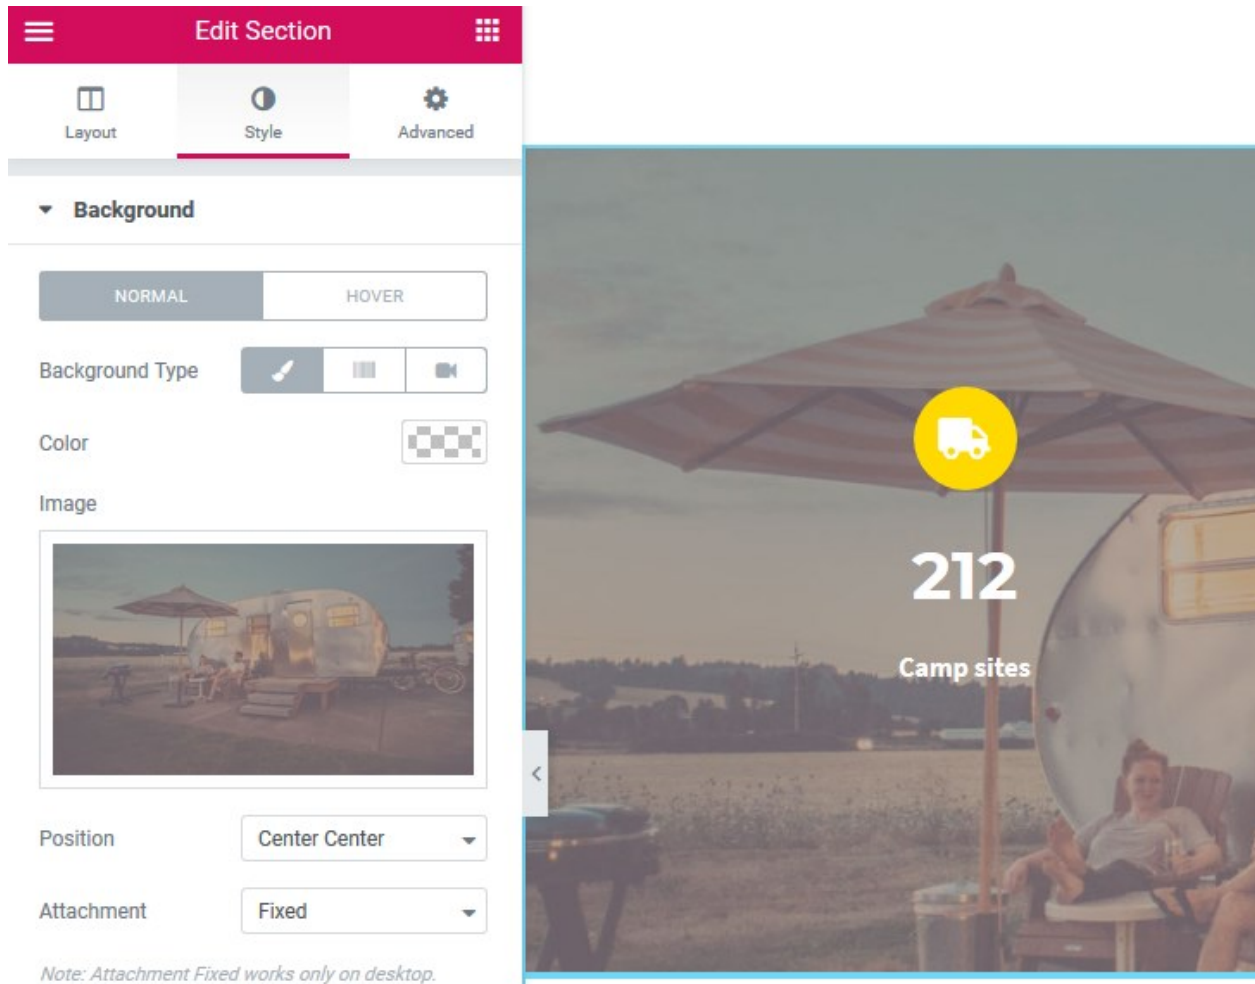 Edit Section
Layout
Style
Advanced
Background
NORMAL
HOVER
Background Type
Color
Image
Position
Center Center
Attachment
Fixed
Note: Attachment Fixed works only on desktop.
212
Camp sites